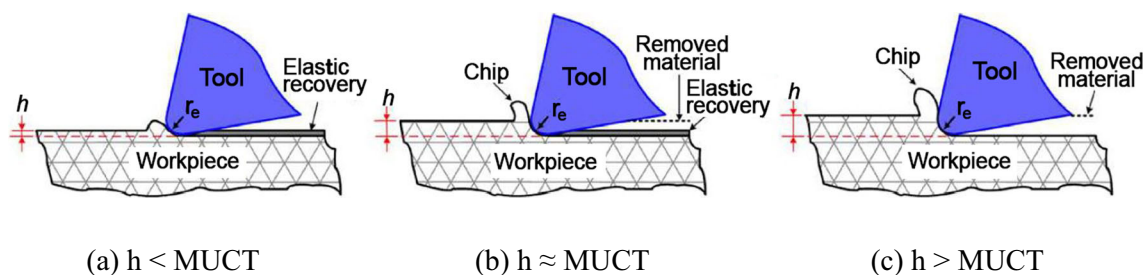 h
Tool
rₑ
Elastic
recovery
Workpiece
(a) h < MUCT
h
Chip
Tool
rₑ
Removed
material
Elastic
recovery
Workpiece
(b) h ≈ MUCT
h
Chip
Tool
rₑ
Removed
material
Workpiece
(c) h > MUCT